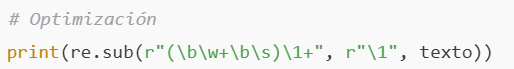 # Optimización
print(re.sub(r"(\b\w+\b\s)\1+", r"\1", texto))